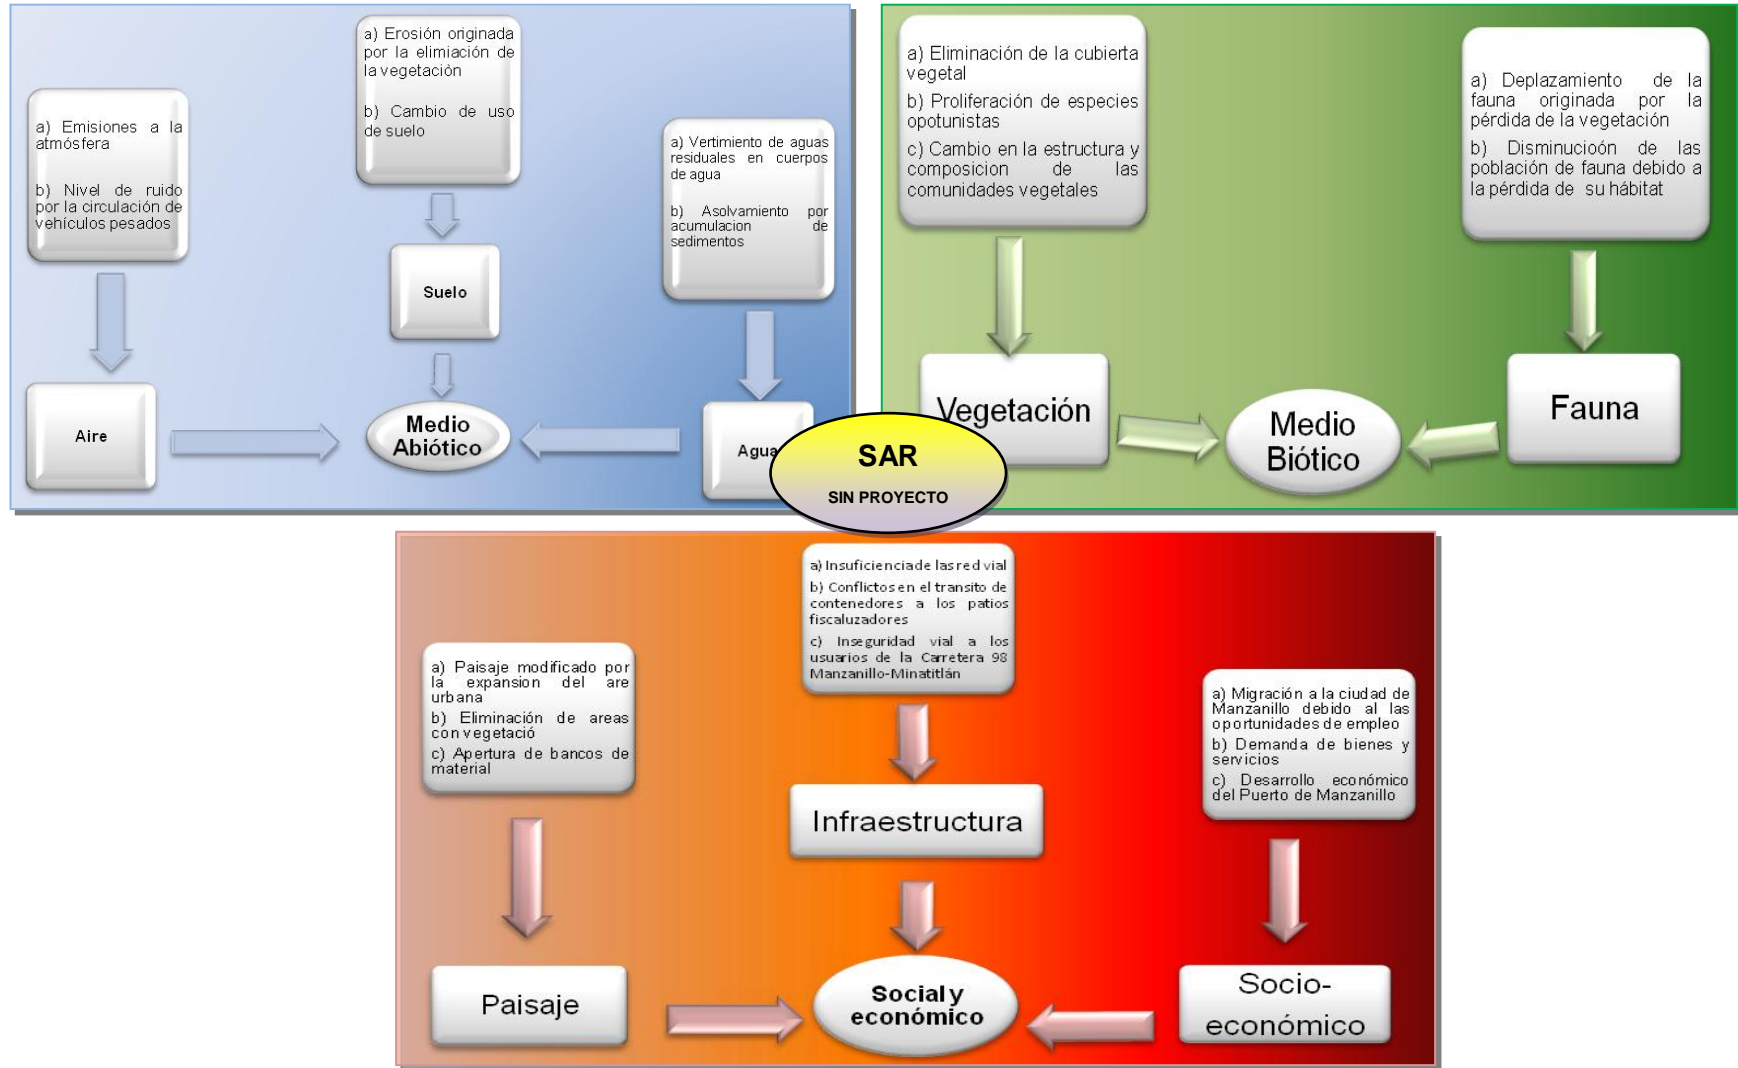 a) Emisiones a la
atmósfera
b) Nivel de ruido
por la circulación de
vehículos pesados
Aire
a) Erosión originada
por la elimiación de
la vegetaciòn
b) Cambio de uso
de suelo
Suelo
Medio
Abiótico
a) Vertimiento de aguas
residuales en cuerpos
de agua
b) Asolvamiento por
acumulacion de
sedimentos
Agua
SAR
SIN PROYECTO
a) Eliminación de la cubierta
vegetal
b) Proliferación de especies
opotunistas
c) Cambio en la estructura y
composicion de las
comunidades vegetales
Vegetación
Medio
Biótico
a) Deplazamiento de la
fauna originada por la
pérdida de la vegetación
b) Disminucioón de las
población de fauna debido a
la pérdida de su hábitat
Fauna
a) Paisaje modificado por
la expansion del are
urbana
b) Eliminación de areas
con vegetació
c) Apertura de bancos de
material
Paisaje
a) Insuficiencia de las red vial
b) Conflictos en el transito de
contenedores a los patios
fiscaluzadores
c) Inseguridad vial a los
usuarios de la Carretera 98
Manzanillo-Minatitlán
Infraestructura
Social y
económico
a) Migración a la ciudad de
Manzanillo debido al las
oportunidades de empleo
b) Demanda de bienes y
servicios
c) Desarrollo económico
del Puerto de Manzanillo
Socio-
económico